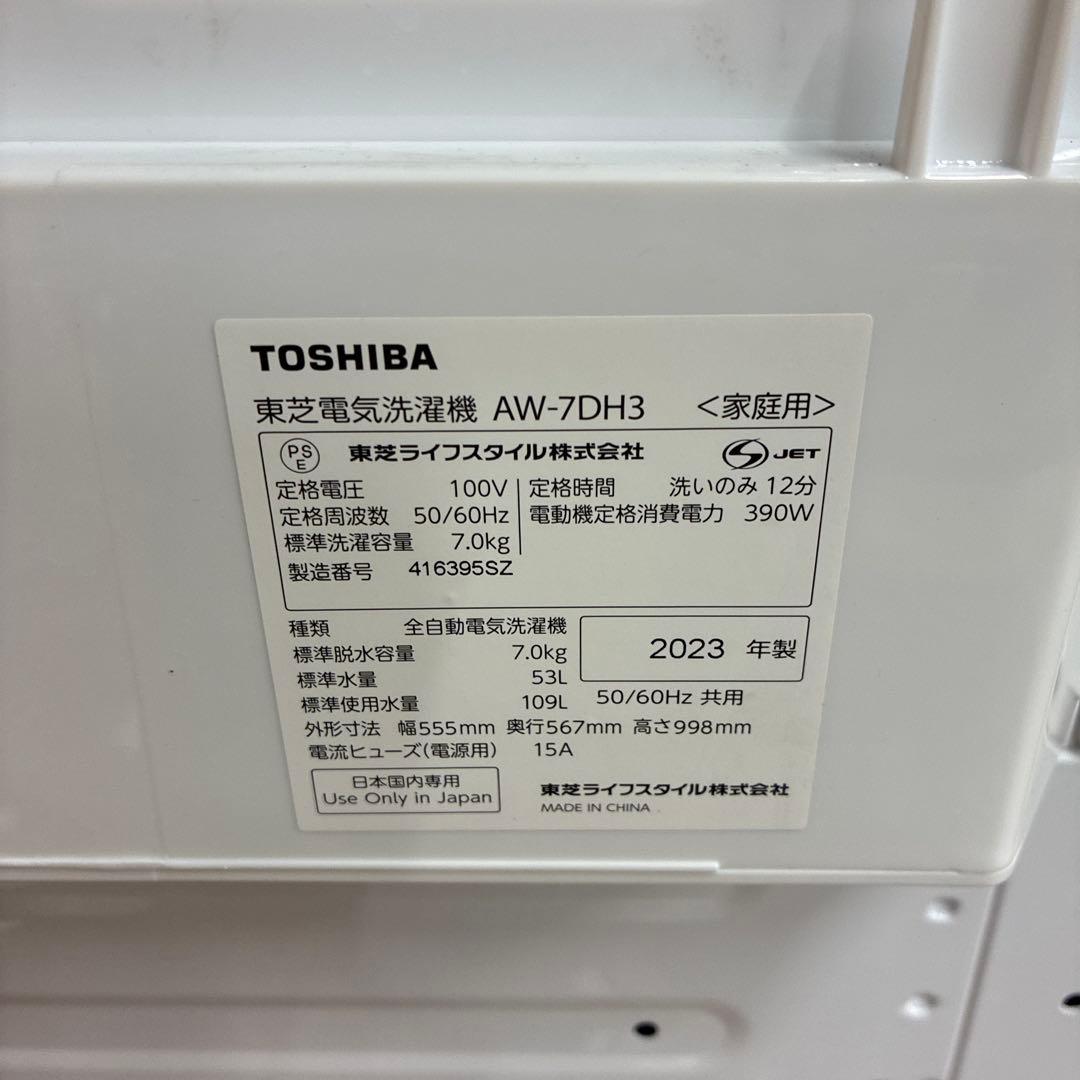 TOSHIBA
東芝電気洗濯機 AW-7DH3 <家庭用>
PS E 東芝ライフスタイル株式会社 S JET
定格電圧 100V 定格時間 洗いのみ 12分
定格周波数 50/60Hz 電動機定格消費電力 390W
標準洗濯容量 7.0kg
製造番号 416395SZ
種類 全自動電気洗濯機
標準脱水容量 7.0kg 2023 年製
標準水量 53L
標準使用水量 109L 50/60Hz 共用
外形寸法 幅555mm 奥行567mm 高さ998mm
電流ヒューズ(電源用) 15A
日本国内専用
Use Only in Japan
東芝ライフスタイル株式会社
MADE IN CHINA